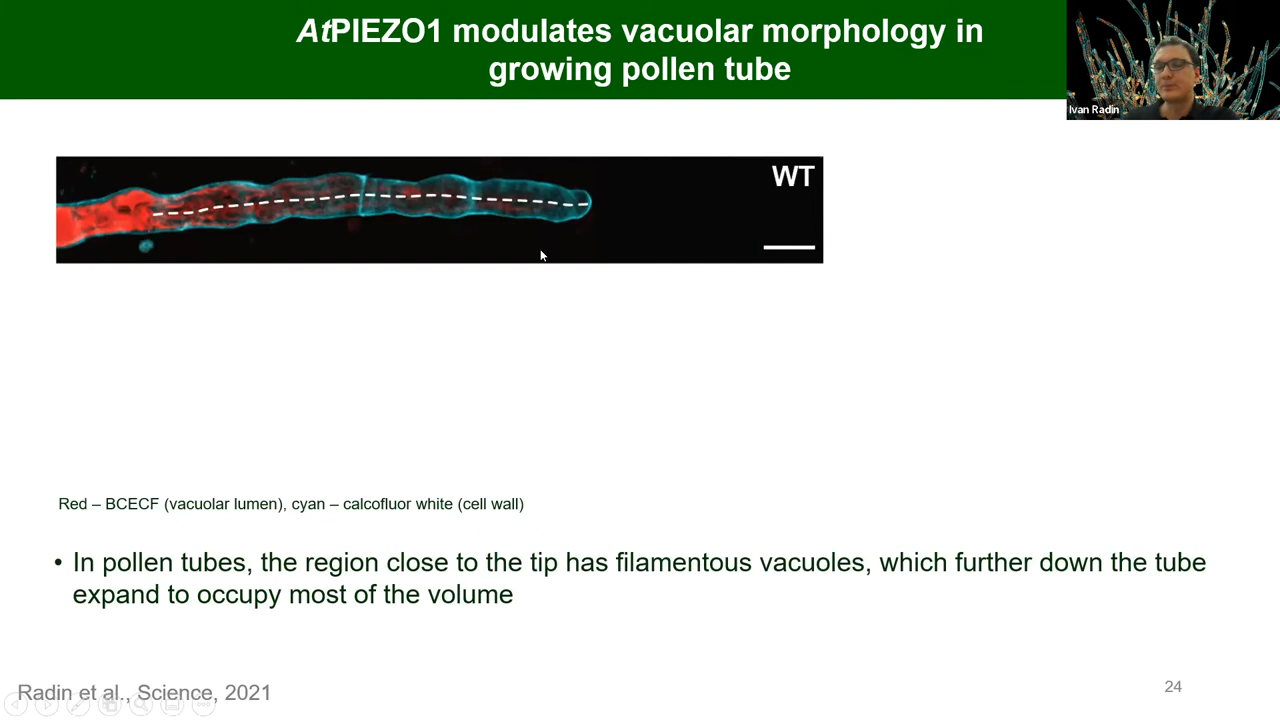 AtPIEZO1 modulates vacuolar morphology in
growing pollen tube
Ivan Radin
WT
Red – BCECF (vacuolar lumen), cyan – calcofluor white (cell wall)
• In pollen tubes, the region close to the tip has filamentous vacuoles, which further down the tube
expand to occupy most of the volume
Radin et al., Science, 2021
24